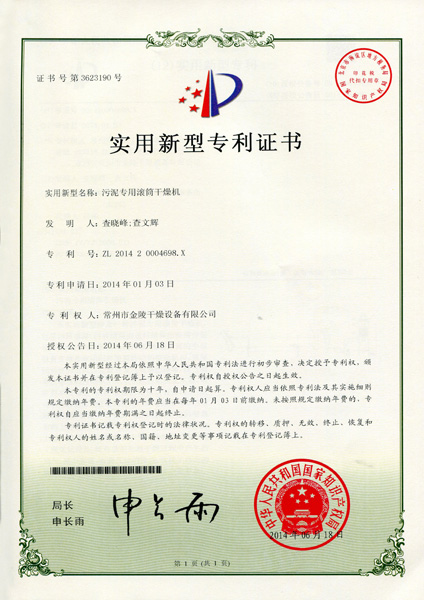 证书号第3623190号
印花税
代扣专用章
实用新型专利证书
实用新型名称：污泥专用滚筒干燥机
发明人：查晓峰;查文辉
专利号：ZL 2014 2 0004698.X
专利申请日：2014年01月03日
专利权人：常州市金陵干燥设备有限公司
授权公告日：2014年06月18日
本实用新型经过本局依照中华人民共和国专利法进行初步审查，决定授予专利权，颁
发本证书并在专利登记簿上予以登记。专利权自授权公告之日起生效。
本专利的专利权期限为十年，自申请日起算。专利权人应当依照专利法及其实施细则
规定缴纳年费。本专利的年费应当在每年01月03日前缴纳。未按照规定缴纳年费的，专
利权自应当缴纳年费期满之日起终止。
专利证书记载专利权登记时的法律状况。专利权的转移、质押、无效、终止、恢复和
专利权人的姓名或名称、国籍、地址变更等事项记载在专利登记簿上。
局长
申长雨
申长雨
中华人民共和国国家知识产权局
2014年06月18日
第1页（共1页）